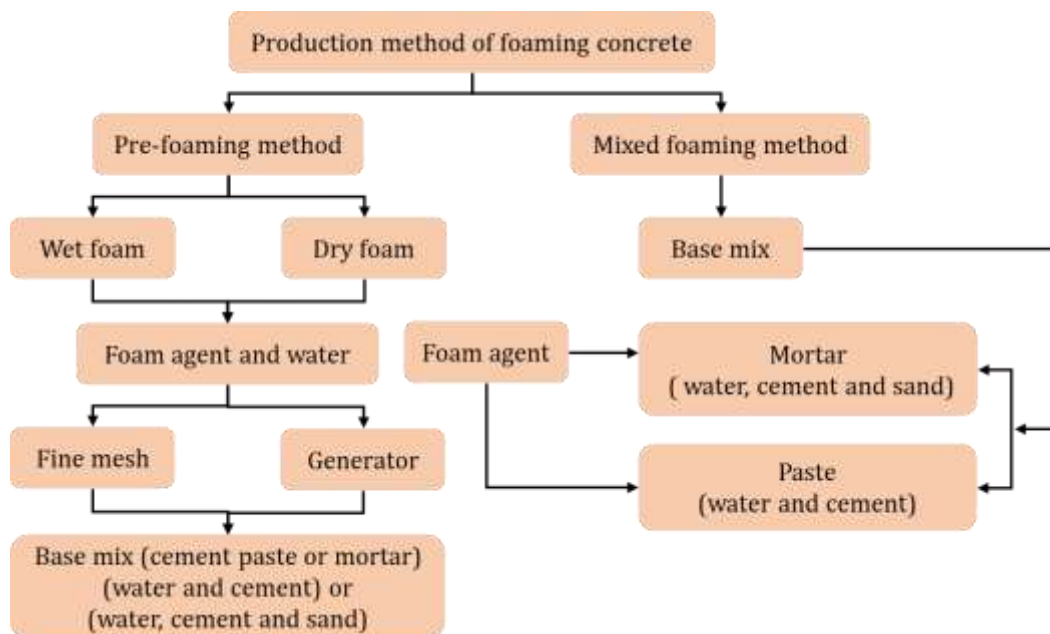 Production method of foaming concrete
Pre-foaming method
Mixed foaming method
Wet foam
Dry foam
Base mix
Foam agent and water
Foam agent
Mortar
( water, cement and sand)
Fine mesh
Generator
Paste
(water and cement)
Base mix (cement paste or mortar)
(water and cement) or
(water, cement and sand)